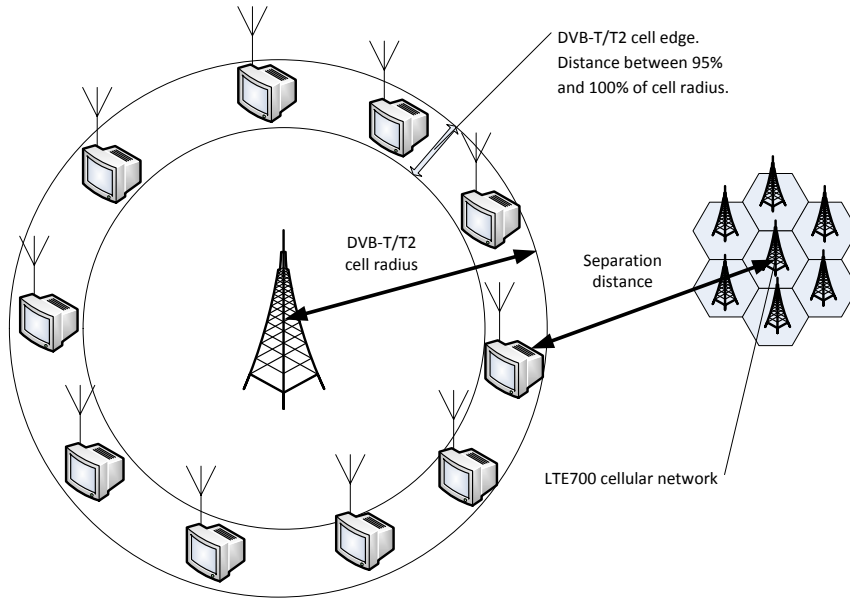 DVB-T/T2 cell edge.
Distance between 95%
and 100% of cell radius.
DVB-T/T2
cell radius
Separation
distance
LTE700 cellular network